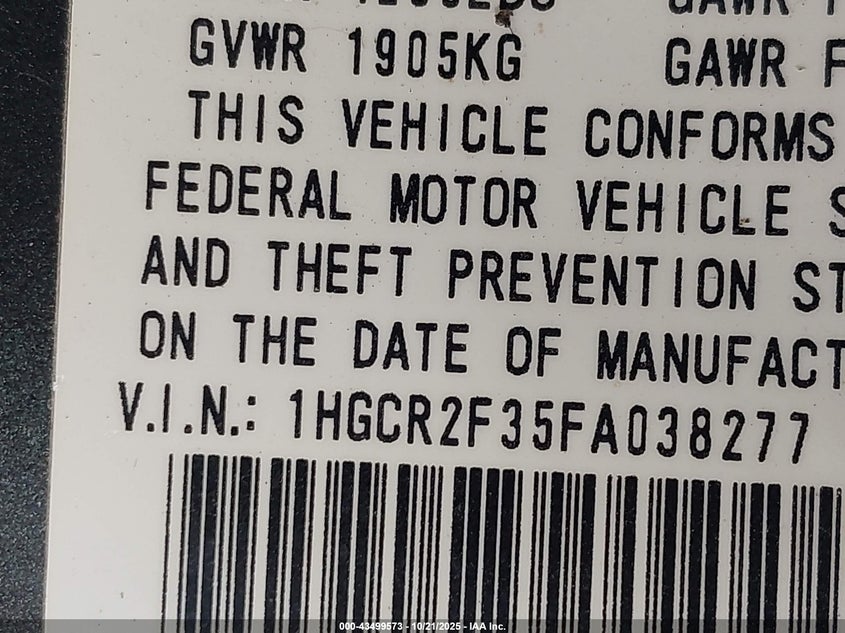 GVWR 1905KG GAWR F
THIS VEHICLE CONFORMS
FEDERAL MOTOR VEHICLE S
AND THEFT PREVENTION ST
ON THE DATE OF MANUFACT
V.I.N.: 1HGCR2F35FA038277
000-43499573 - 10/21/2025 - IAA Inc.